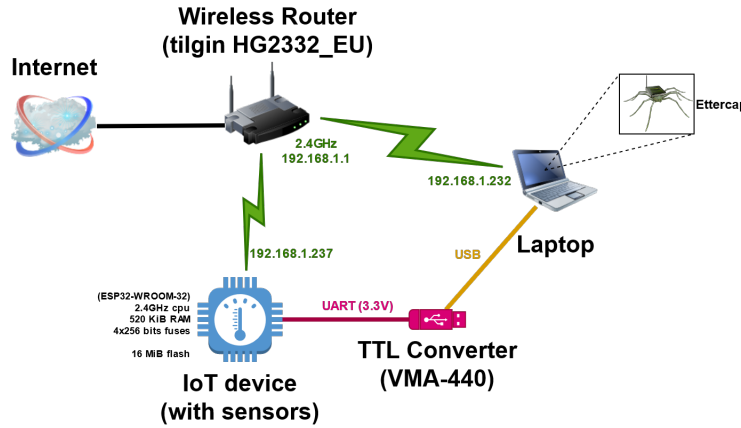 Wireless Router
(tilgin HG2332_EU)
Internet
Ettercap
2.4GHz
192.168.1.1
192.168.1.232
Laptop
192.168.1.237
USB
(ESP32-WROOM-32)
2.4GHz cpu
520 KiB RAM
4x256 bits fuses
16 MiB flash
UART (3.3V)
TTL Converter
(VMA-440)
IoT device
(with sensors)